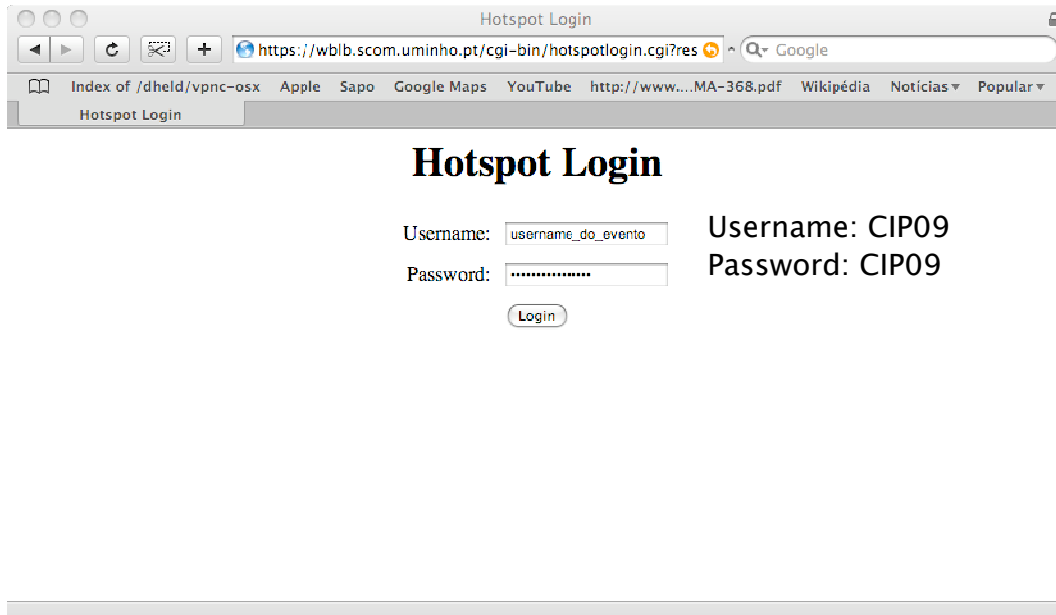 Hotspot Login
https://wblb.scom.uminho.pt/cgi-bin/hotspotlogin.cgi?res Google
Index of /dheld/vpnc-osx Apple Sapo Google Maps YouTube http://www....MA-368.pdf Wikipédia Notícias Popular
Hotspot Login
Hotspot Login
Username: username_do_evento
Password: ••••••••••••••••
Login
Username: CIP09
Password: CIP09